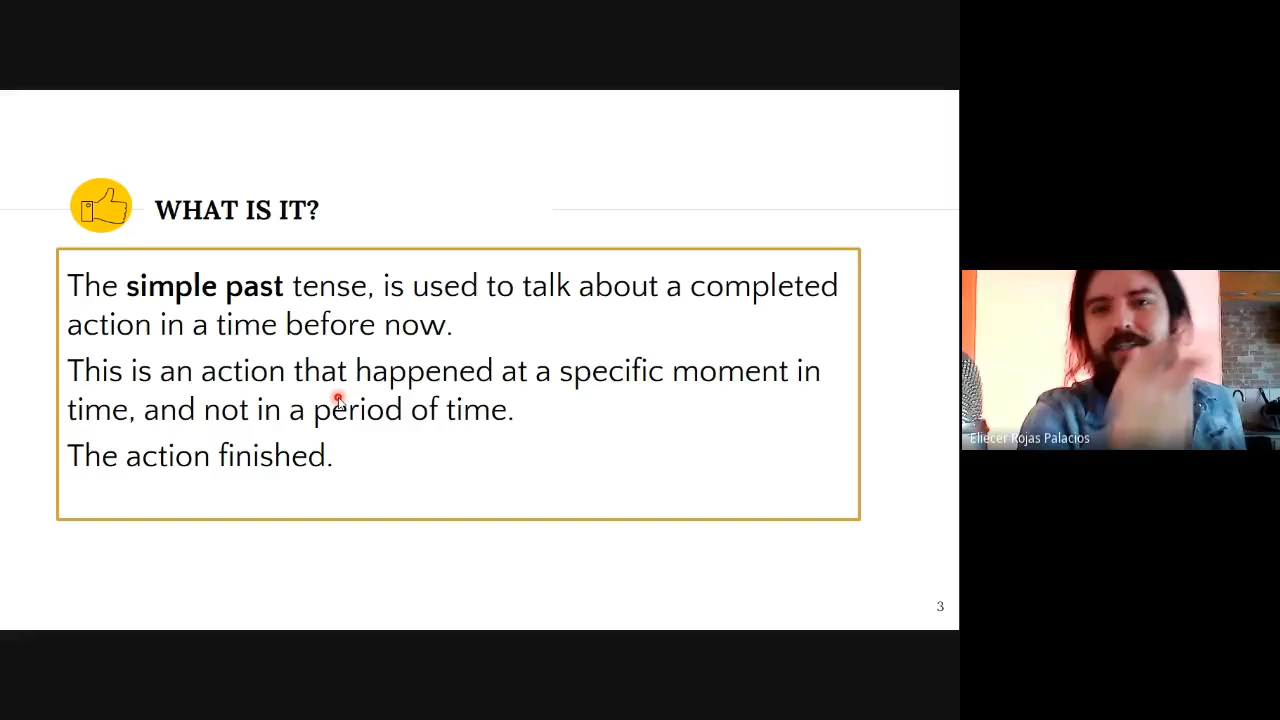 WHAT IS IT?
The simple past tense, is used to talk about a completed
action in a time before now.
This is an action that happened at a specific moment in
time, and not in a period of time.
The action finished.
3
Eliecer Rojas Palacios